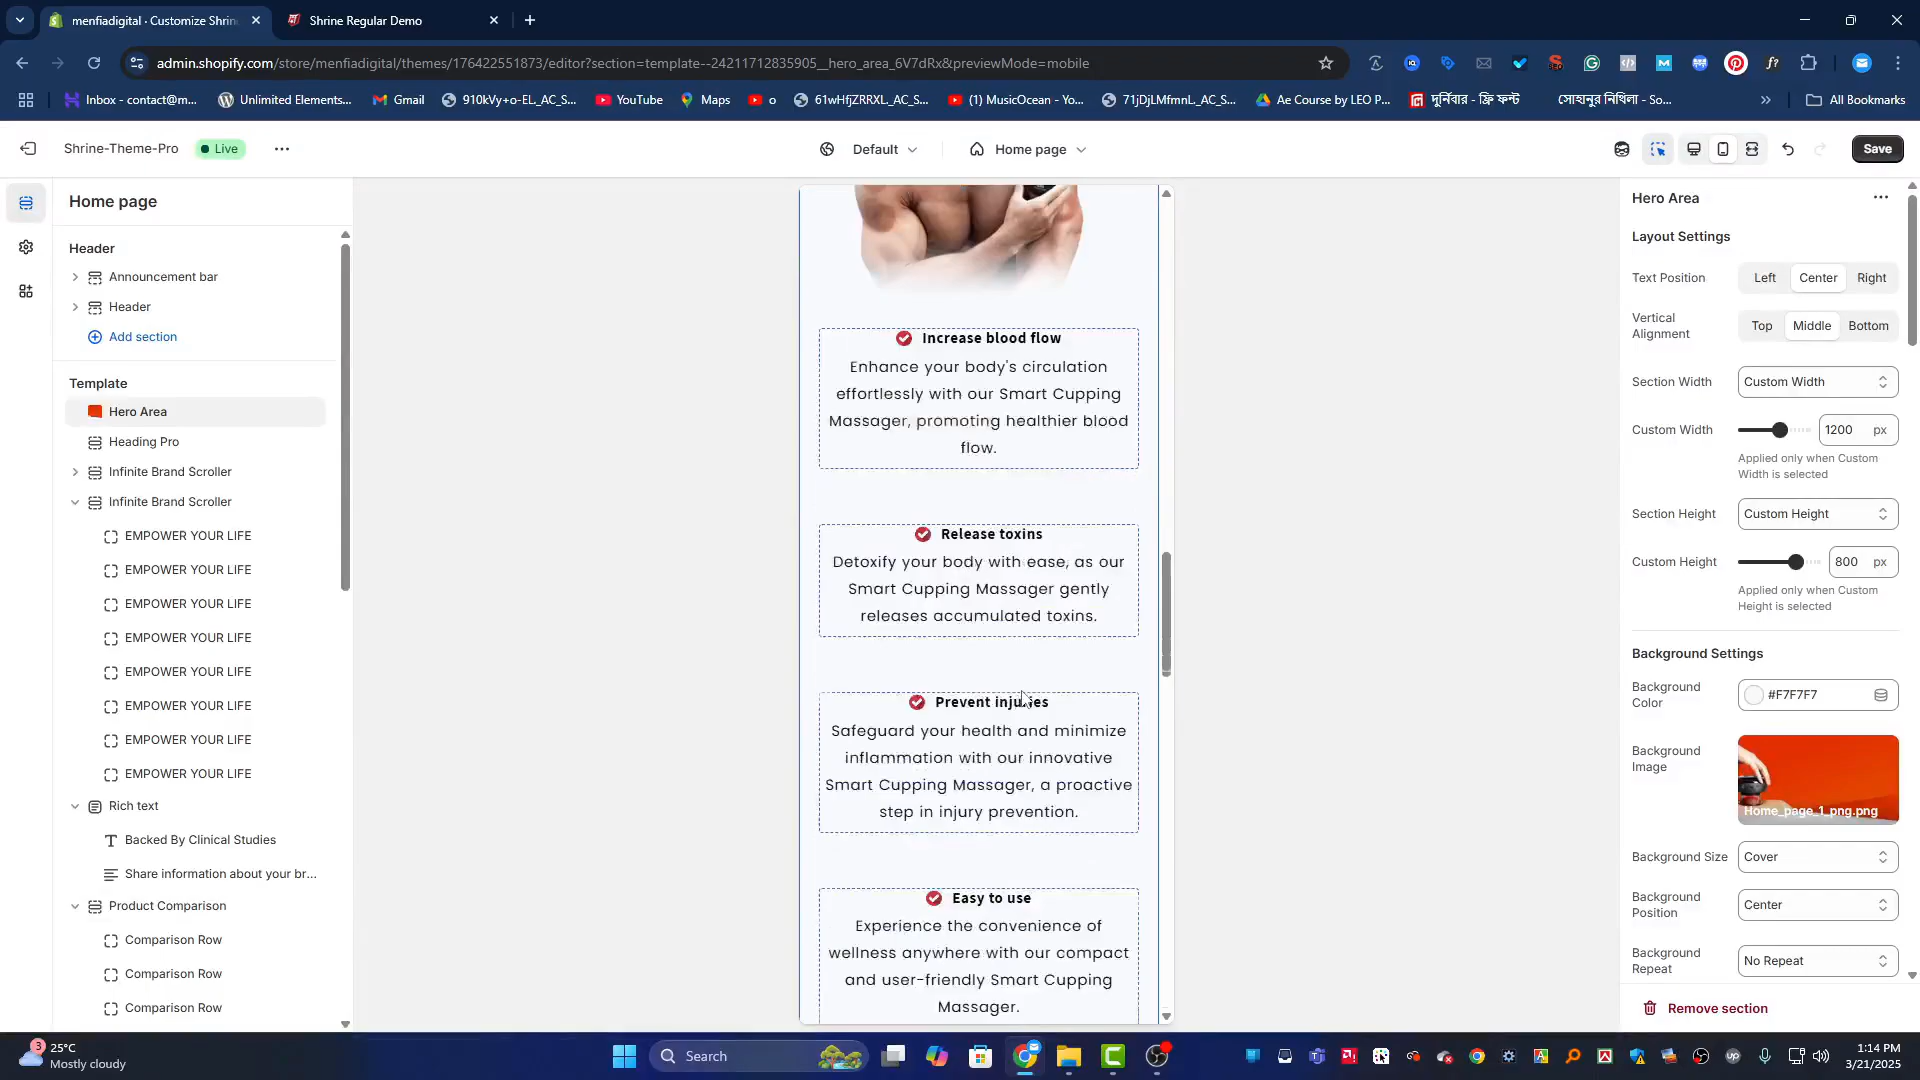 menfiadigital · Customize Shrin
Shrine Regular Demo
admin.shopify.com/store/menfiadigital/themes/176422551873/editor?section=template--24211712835905__hero_area_6V7dRx&previewMode=mobile
Inbox - contact@m...
Unlimited Elements...
Gmail
910kVy+o-EL._AC_S...
YouTube
Maps
o
61wHfjZRRXL._AC_S...
(1) MusicOcean - Yo...
71jDjLMfmnL._AC_S...
Ae Course by LEO P...
দুর্নিবার - ফ্রি ফন্ট
সোহানুর নিথিলা - So...
All Bookmarks
Shrine-Theme-Pro
Live
Default
Home page
Save
Home page
Header
Announcement bar
Header
Add section
Template
Hero Area
Heading Pro
Infinite Brand Scroller
Infinite Brand Scroller
EMPOWER YOUR LIFE
EMPOWER YOUR LIFE
EMPOWER YOUR LIFE
EMPOWER YOUR LIFE
EMPOWER YOUR LIFE
EMPOWER YOUR LIFE
EMPOWER YOUR LIFE
EMPOWER YOUR LIFE
Rich text
Backed By Clinical Studies
Share information about your br...
Product Comparison
Comparison Row
Comparison Row
Comparison Row
Increase blood flow
Enhance your body's circulation
effortlessly with our Smart Cupping
Massager, promoting healthier blood
flow.
Release toxins
Detoxify your body with ease, as our
Smart Cupping Massager gently
releases accumulated toxins.
Prevent injuries
Safeguard your health and minimize
inflammation with our innovative
Smart Cupping Massager, a proactive
step in injury prevention.
Easy to use
Experience the convenience of
wellness anywhere with our compact
and user-friendly Smart Cupping
Massager.
Hero Area
Layout Settings
Text Position
Left
Center
Right
Vertical
Alignment
Top
Middle
Bottom
Section Width
Custom Width
Custom Width
1200
px
Applied only when Custom
Width is selected
Section Height
Custom Height
Custom Height
800
px
Applied only when Custom
Height is selected
Background Settings
Background
Color
#F7F7F7
Background
Image
Home_page_1_png.png
Background Size
Cover
Background
Position
Center
Background
Repeat
No Repeat
Remove section
3
25°C
Mostly cloudy
Search
1:14 PM
3/21/2025